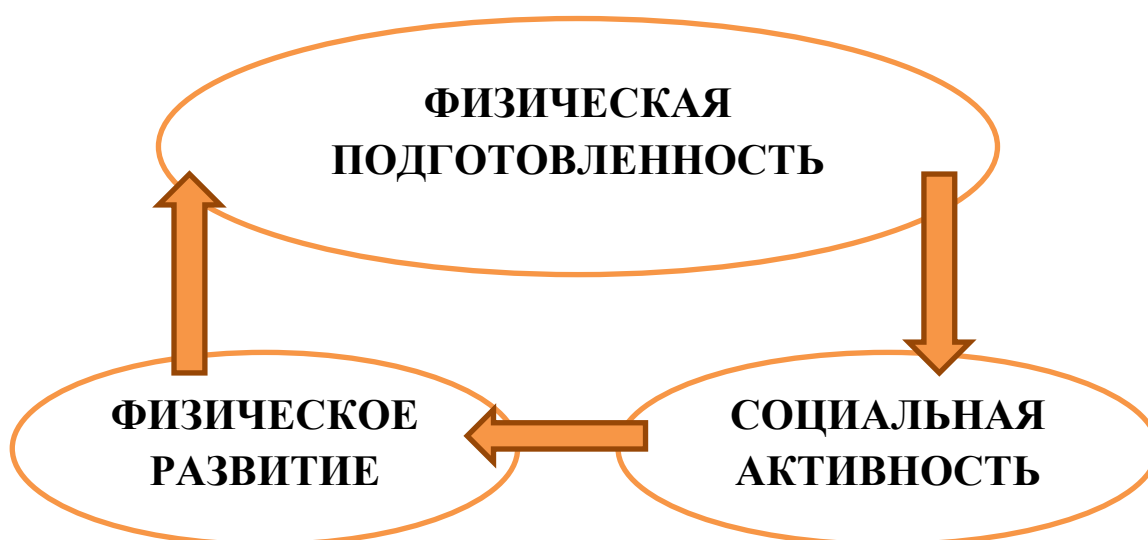 ФИЗИЧЕСКАЯ
ПОДГОТОВЛЕННОСТЬ
ФИЗИЧЕСКОЕ
РАЗВИТИЕ
СОЦИАЛЬНАЯ
АКТИВНОСТЬ